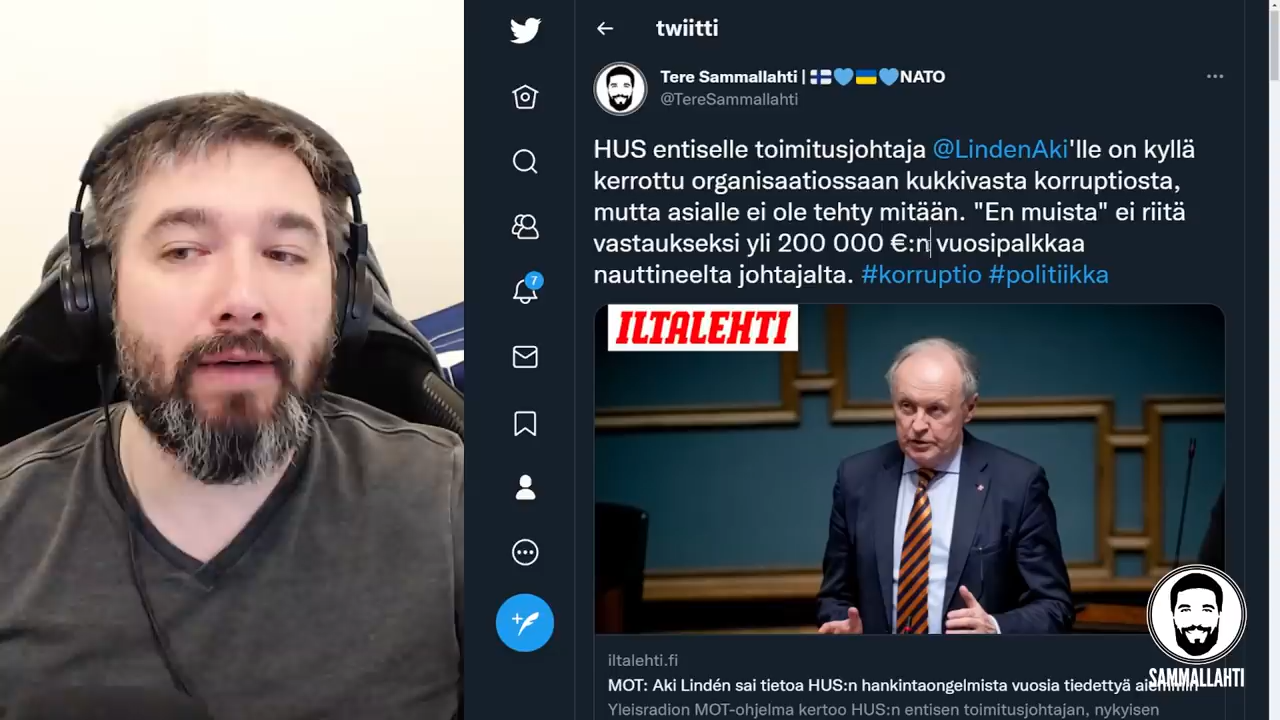 twiitti
Tere Sammallahti | 🇫🇮💙🇺🇦💙NATO
@TereSammallahti
HUS entiselle toimitusjohtaja @LindenAki'lle on kyllä
kerrottu organisaatiossaan kukkivasta korruptiosta,
mutta asialle ei ole tehty mitään. "En muista" ei riitä
vastaukseksi yli 200 000 €:n vuosipalkkaa
nauttineelta johtajalta. #korruptio #politiikka
7
ILTALEHTI
iltalehti.fi
MOT: Aki Lindén sai tietoa HUS:n hankintaongelmista vuosia tiedettyä aiemmin
Yleisradion MOT-ohjelma kertoo HUS:n entisen toimitusjohtajan, nykyisen
SAMMALLAHTI